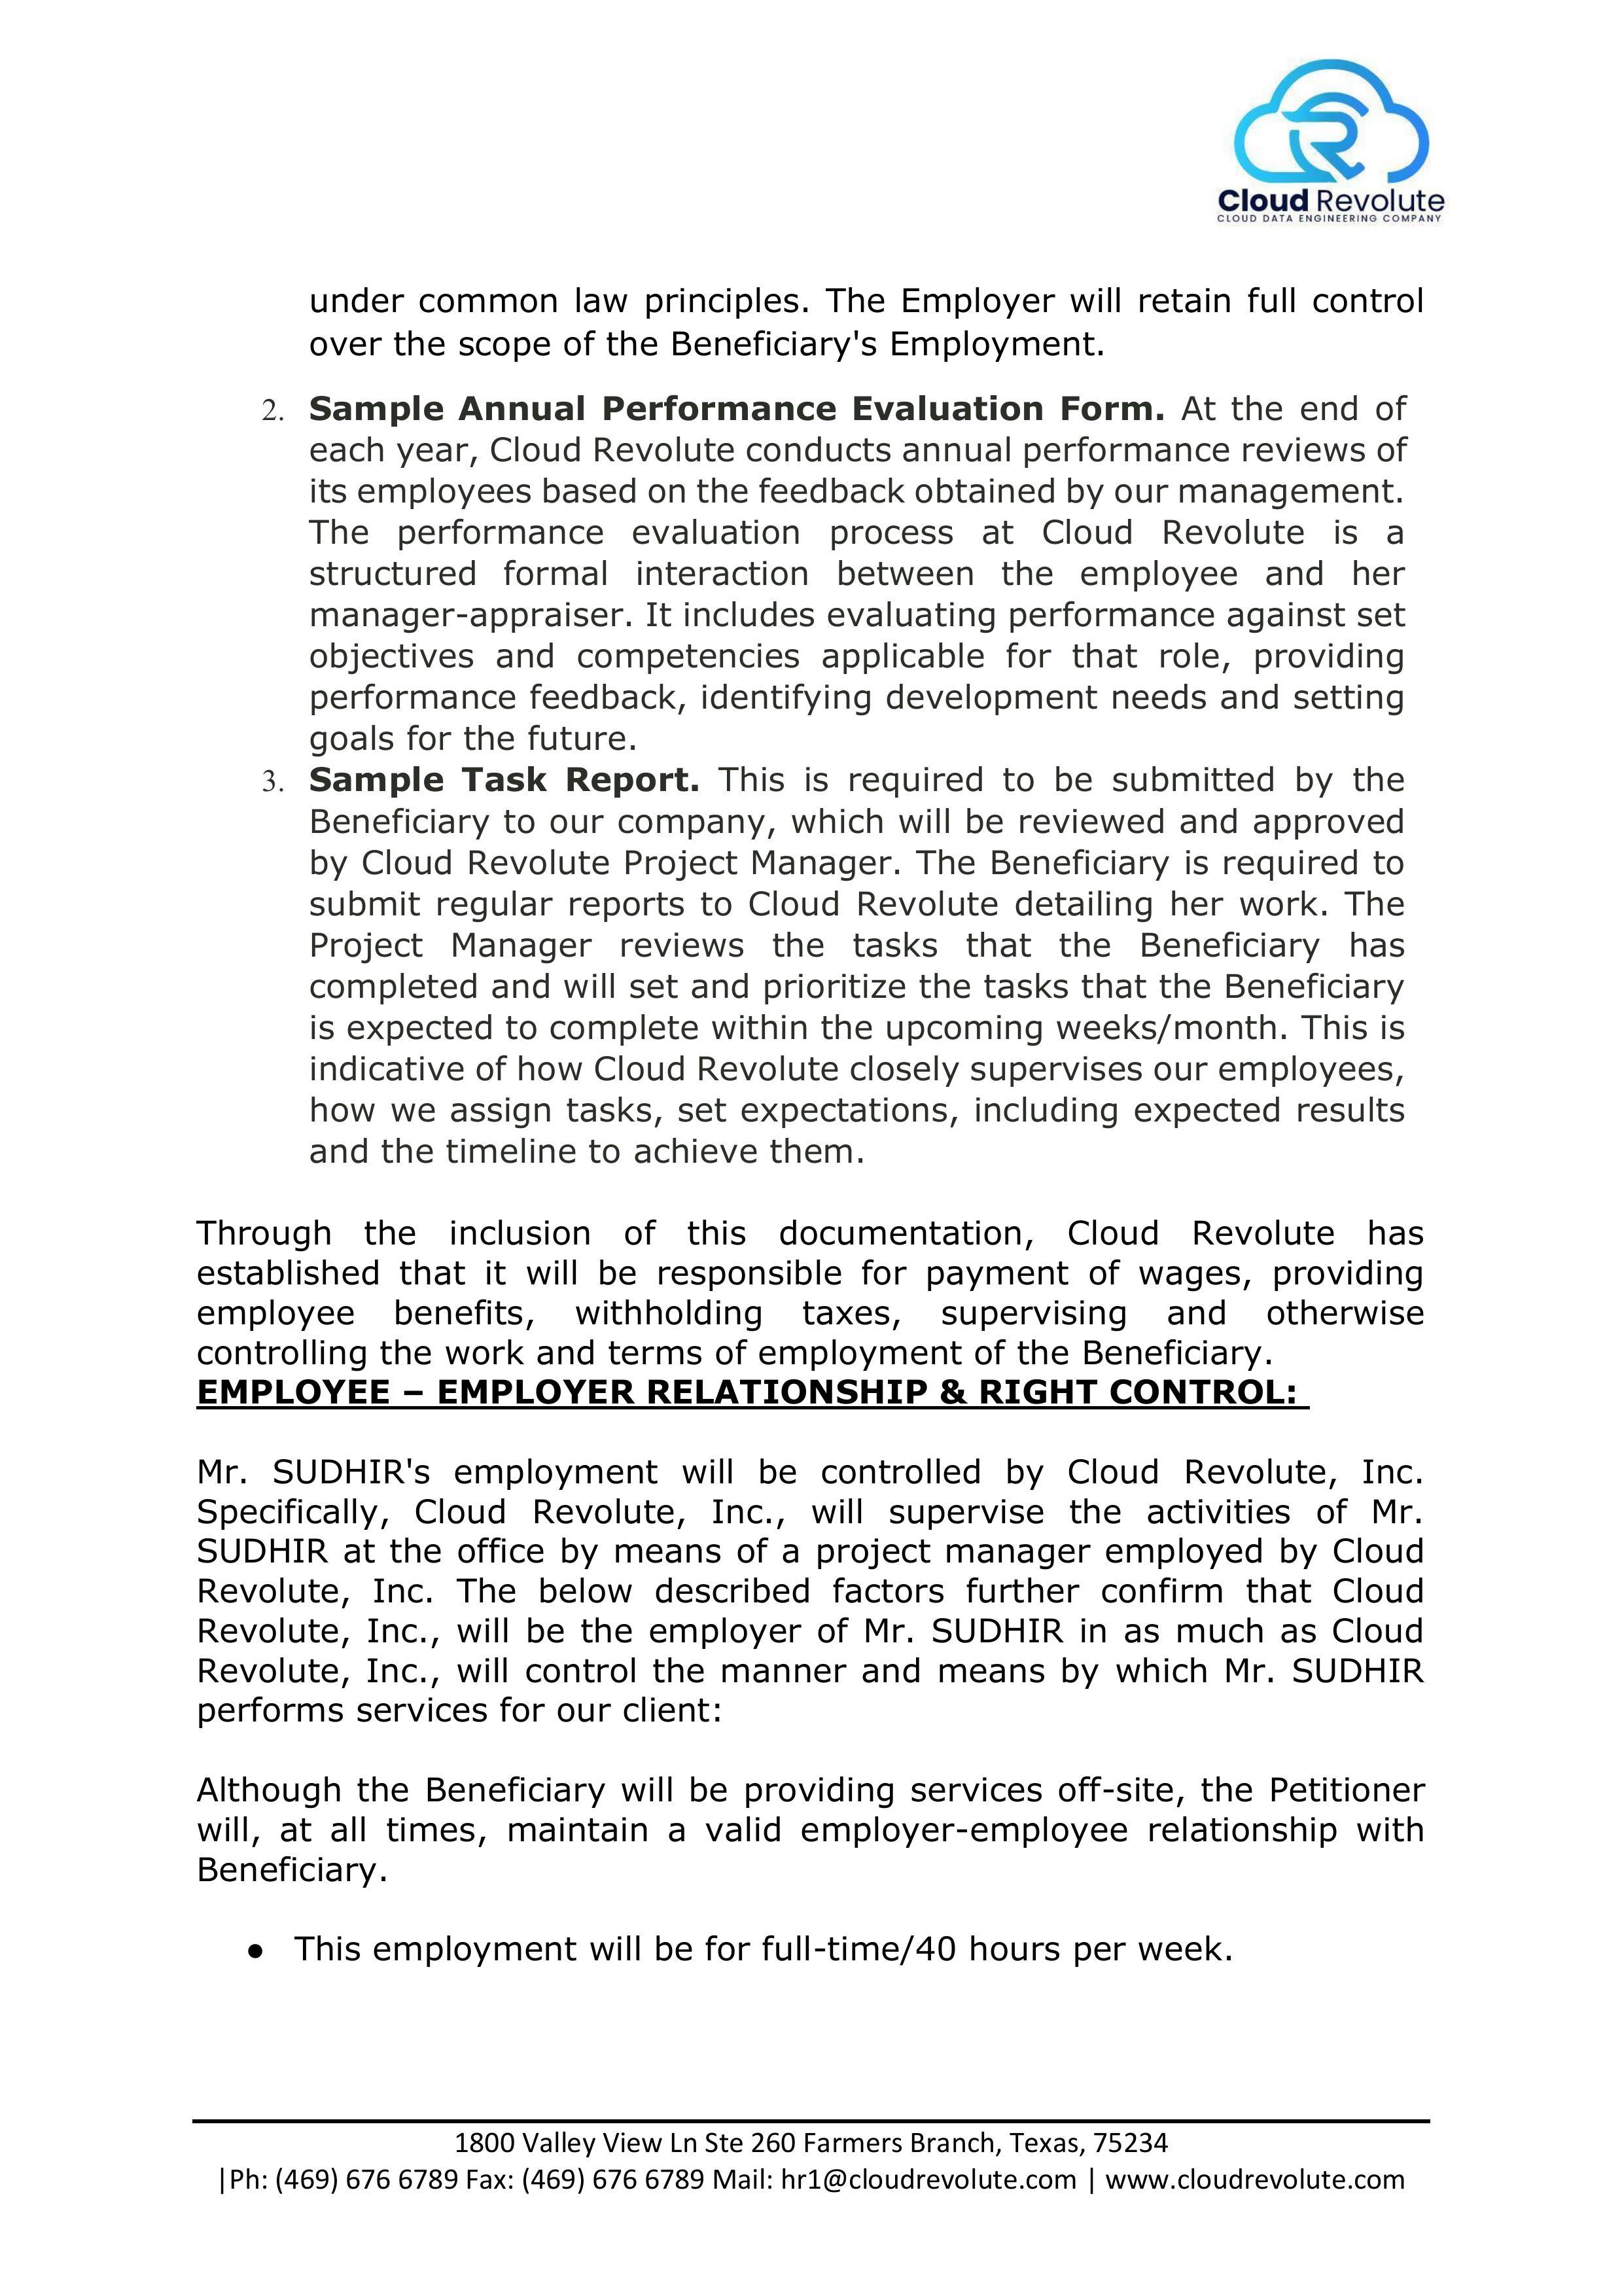 Cloud Revolute
CLOUD DATA ENGINEERING COMPANY
under common law principles. The Employer will retain full control
over the scope of the Beneficiary's Employment.
2. Sample Annual Performance Evaluation Form. At the end of
each year, Cloud Revolute conducts annual performance reviews of
its employees based on the feedback obtained by our management.
The performance evaluation process at Cloud Revolute is a
structured formal interaction between the employee and her
manager-appraiser. It includes evaluating performance against set
objectives and competencies applicable for that role, providing
performance feedback, identifying development needs and setting
goals for the future.
3. Sample Task Report. This is required to be submitted by the
Beneficiary to our company, which will be reviewed and approved
by Cloud Revolute Project Manager. The Beneficiary is required to
submit regular reports to Cloud Revolute detailing her work. The
Project Manager reviews the tasks that the Beneficiary has
completed and will set and prioritize the tasks that the Beneficiary
is expected to complete within the upcoming weeks/month. This is
indicative of how Cloud Revolute closely supervises our employees,
how we assign tasks, set expectations, including expected results
and the timeline to achieve them.
Through the inclusion of this documentation, Cloud Revolute has
established that it will be responsible for payment of wages, providing
employee benefits, withholding taxes, supervising and otherwise
controlling the work and terms of employment of the Beneficiary.
EMPLOYEE – EMPLOYER RELATIONSHIP & RIGHT CONTROL:
Mr. SUDHIR's employment will be controlled by Cloud Revolute, Inc.
Specifically, Cloud Revolute, Inc., will supervise the activities of Mr.
SUDHIR at the office by means of a project manager employed by Cloud
Revolute, Inc. The below described factors further confirm that Cloud
Revolute, Inc., will be the employer of Mr. SUDHIR in as much as Cloud
Revolute, Inc., will control the manner and means by which Mr. SUDHIR
performs services for our client:
Although the Beneficiary will be providing services off-site, the Petitioner
will, at all times, maintain a valid employer-employee relationship with
Beneficiary.
● This employment will be for full-time/40 hours per week.
1800 Valley View Ln Ste 260 Farmers Branch, Texas, 75234
|Ph: (469) 676 6789 Fax: (469) 676 6789 Mail: hr1@cloudrevolute.com | www.cloudrevolute.com